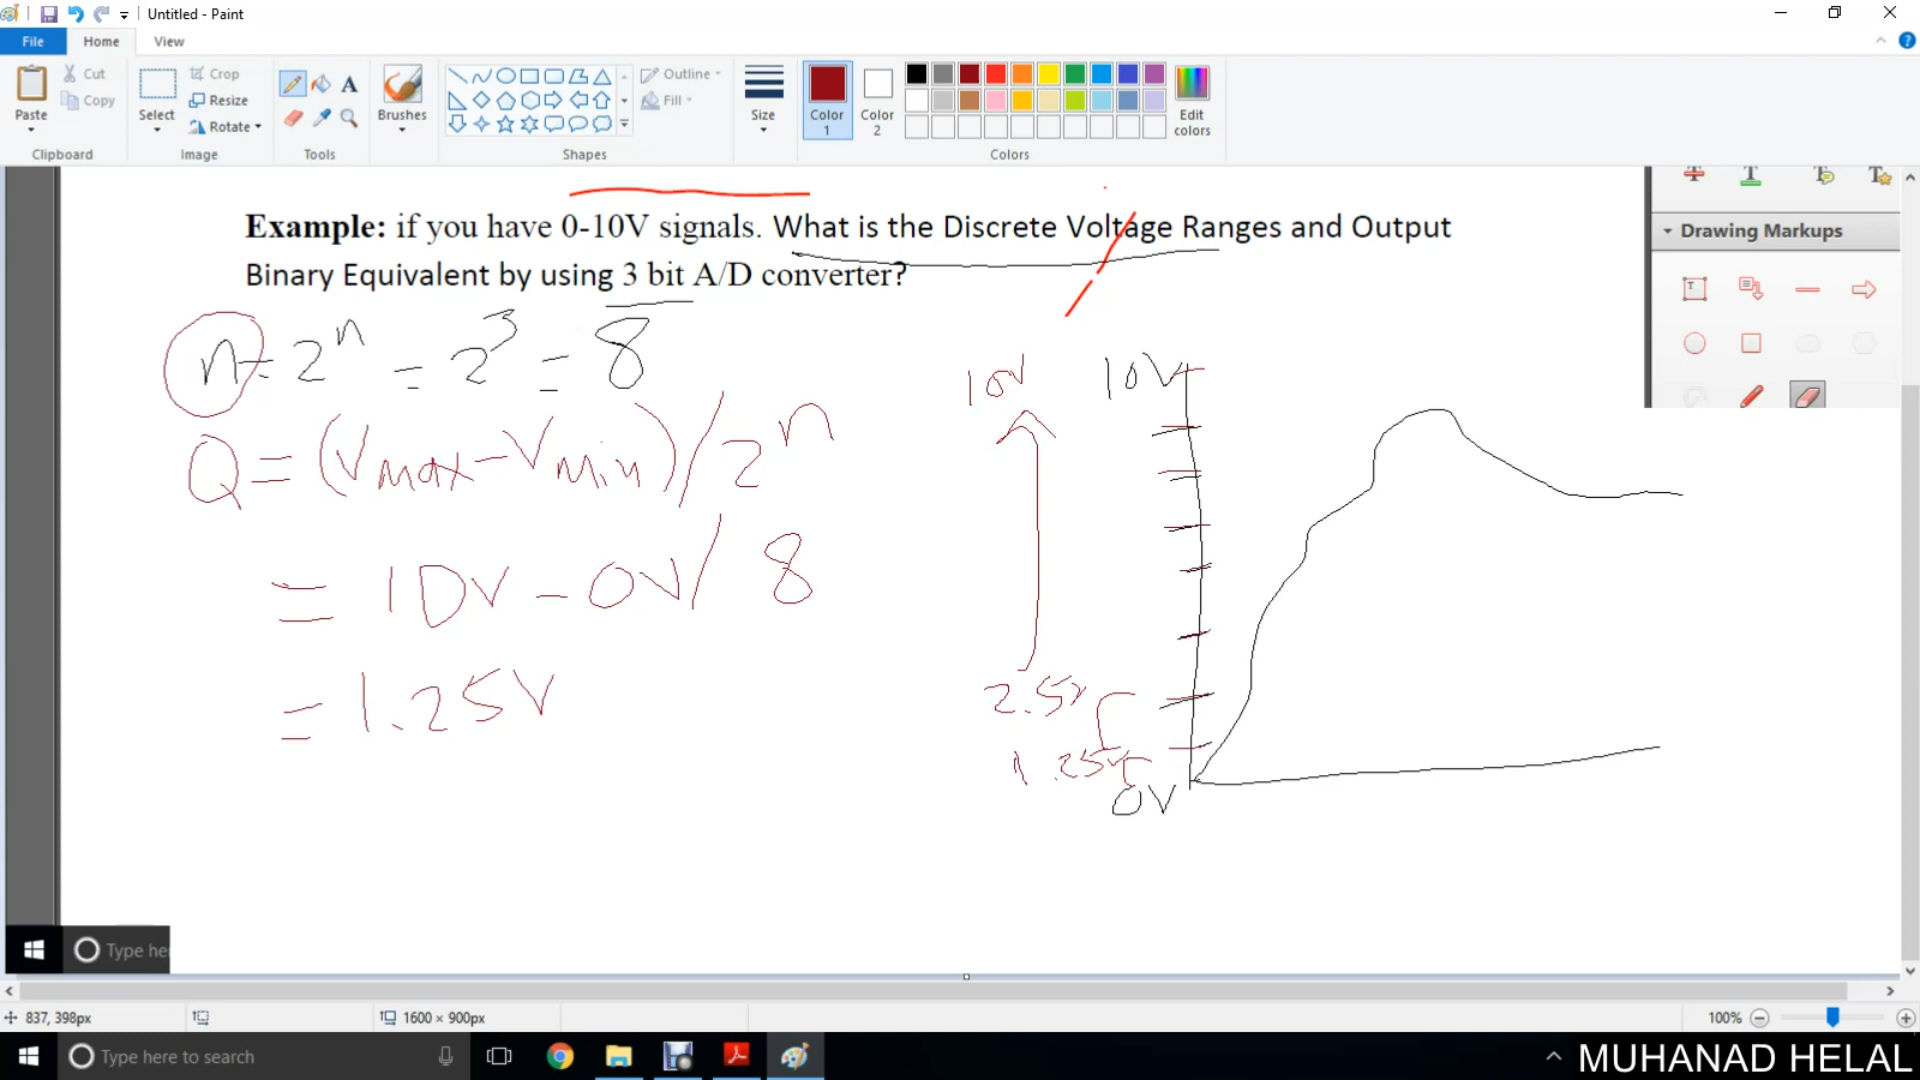 Untitled - Paint
File Home View
Paste Cut Copy Clipboard
Select Crop Resize Rotate Image
Tools
Brushes
Shapes
Outline Fill
Size
Color 1 Color 2 Edit colors
Colors
Drawing Markups
Example: if you have 0-10V signals. What is the Discrete Voltage Ranges and Output
Binary Equivalent by using 3 bit A/D converter?
n = 2^n = 2^3 = 8
Q = (Vmax - Vmin) / 2^n
= 10V - 0V / 8
= 1.25V
10V 10V
2.5V
1.25V
0V
Type he
837, 398px 1600 × 900px 100%
Type here to search
MUHANAD HELAL